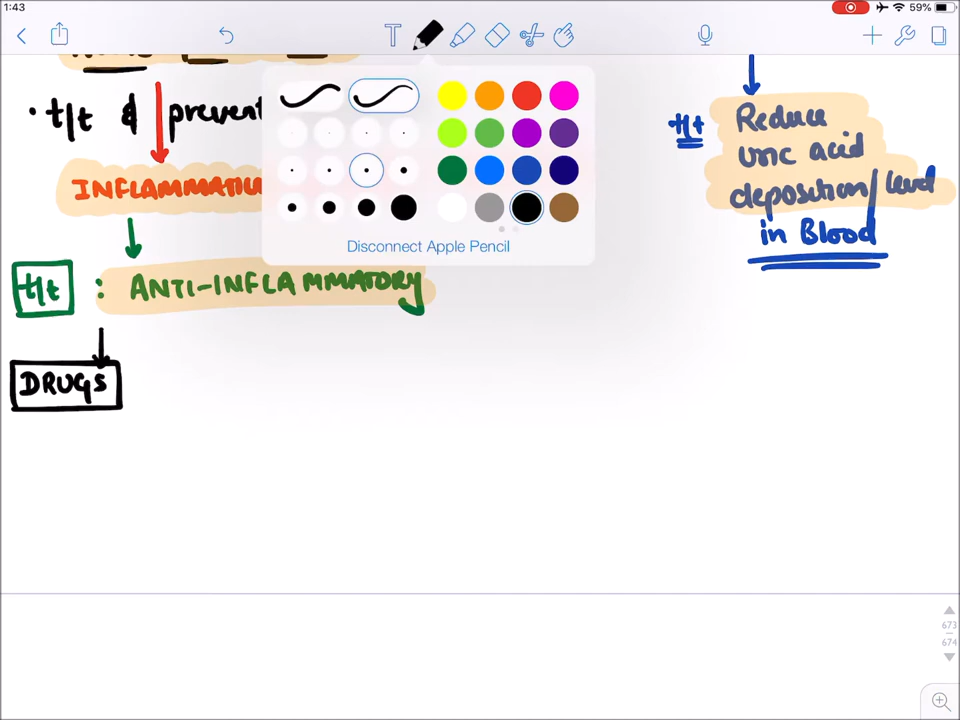 1:43
59%
• t/t & prevent
INFLAMMATIO
t/t : ANTI-INFLAMMATORY
DRUGS
Disconnect Apple Pencil
t/t
Reduce
Uric acid
deposition/level
in Blood
673
674